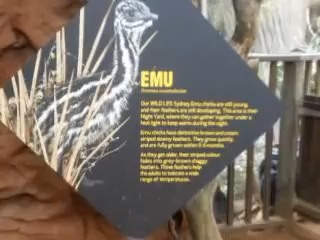 EMU
Dromaius novaehollandiae
Our WILD LIFE Sydney Emu chicks are still young,
and their feathers are still developing. This area is their
Night Yard, where they can gather together under a
heat light to keep warm during the night.
Emu chicks have distinctive brown and cream
striped downy feathers. They grow quickly
and are fully grown within 5-6 months.
As they get older, their striped colour
fades into grey-brown shaggy
feathers. These feathers help
the adults to tolerate a wide
range of temperatures.